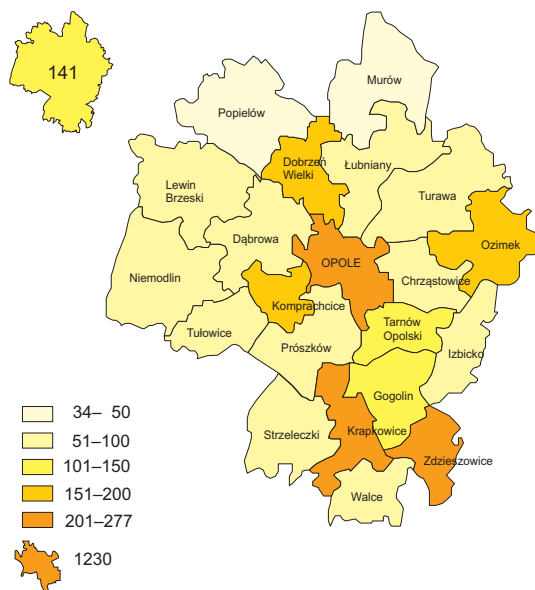 141
Murów
Popielów
Dobrzeń
Wielki
Łubniany
Lewin
Brzeski
Turawa
Dąbrowa
Ozimek
OPOLE
Niemodlin
Chrząstowice
Komprachcice
Tułowice
Tarnów
Opolski
Prószków
Izbicko
Gogolin
Strzeleczki
Krapkowice
Zdzieszowice
Walce
34– 50
51–100
101–150
151–200
201–277
1230